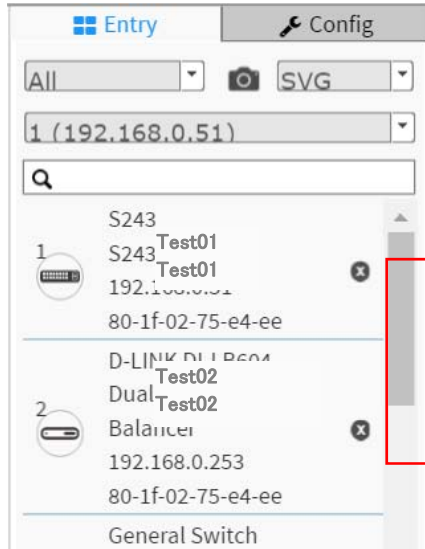 Entry Config
All SVG
1 (192.168.0.51)
1
S243
Test01
S243
Test01
80-1f-02-75-e4-ee
2
D-LINK
Test02
Dual
Test02
Balancer
192.168.0.253
80-1f-02-75-e4-ee
General Switch